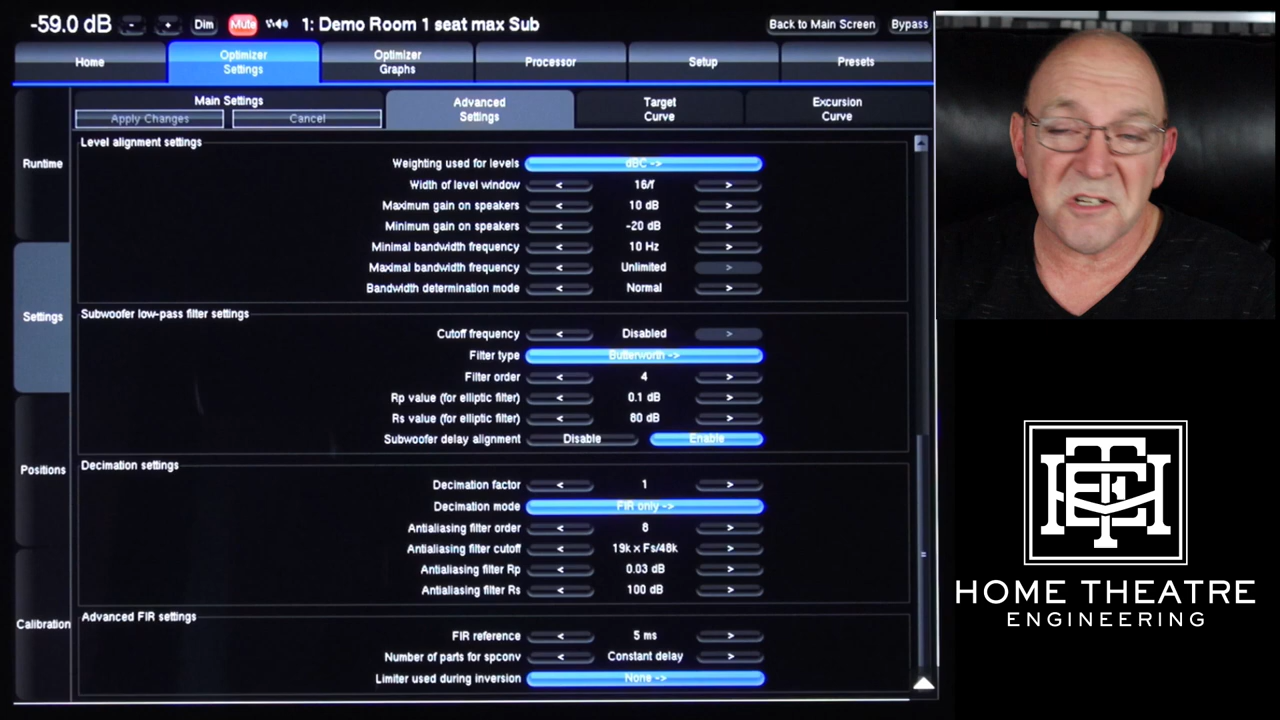 -59.0 dB - + Dim Mute 1: Demo Room 1 seat max Sub Back to Main Screen Bypass
Home Optimizer Settings Optimizer Graphs Processor Setup Presets
Main Settings
Apply Changes Cancel
Advanced Settings
Target Curve
Excursion Curve
Runtime
Settings
Positions
Calibration
Level alignment settings
Weighting used for levels dBC ->
Width of level window < 16/f >
Maximum gain on speakers < 10 dB >
Minimum gain on speakers < -20 dB >
Minimal bandwidth frequency < 10 Hz >
Maximal bandwidth frequency < Unlimited >
Bandwidth determination mode < Normal >
Subwoofer low-pass filter settings
Cutoff frequency < Disabled >
Filter type Butterworth ->
Filter order < 4 >
Rp value (for elliptic filter) < 0.1 dB >
Rs value (for elliptic filter) < 80 dB >
Subwoofer delay alignment Disable Enable
Decimation settings
Decimation factor < 1 >
Decimation mode FIR only ->
Antialiasing filter order < 8 >
Antialiasing filter cutoff < 19k x Fs/48k >
Antialiasing filter Rp < 0.03 dB >
Antialiasing filter Rs < 100 dB >
Advanced FIR settings
FIR reference < 5 ms >
Number of parts for spconv < Constant delay >
Limiter used during inversion None ->
HOME THEATRE
ENGINEERING